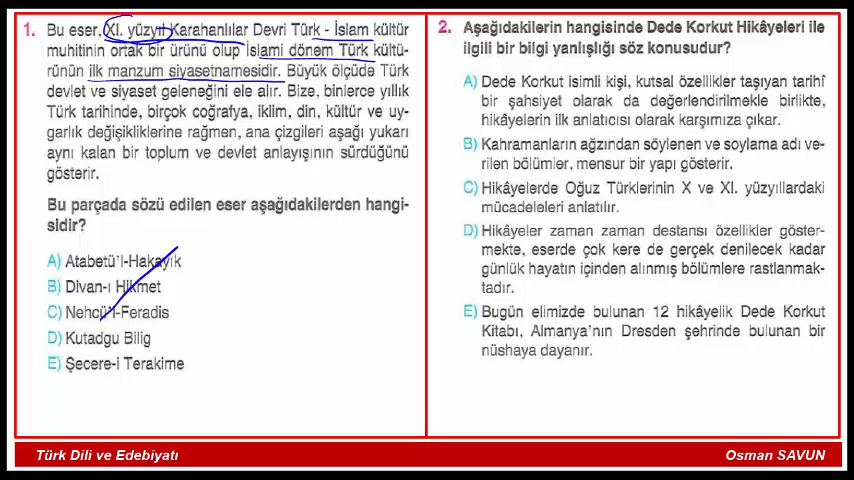 1. Bu eser, XI. yüzyıl Karahanlılar Devri Türk - İslam kültür
muhitinin ortak bir ürünü olup İslami dönem Türk kültü-
rünün ilk manzum siyasetnamesidir. Büyük ölçüde Türk
devlet ve siyaset geleneğini ele alır. Bize, binlerce yıllık
Türk tarihinde, birçok coğrafya, iklim, din, kültür ve uy-
garlık değişikliklerine rağmen, ana çizgileri aşağı yukarı
aynı kalan bir toplum ve devlet anlayışının sürdüğünü
gösterir.
Bu parçada sözü edilen eser aşağıdakilerden hangi-
sidir?
A) Atabetü'l-Hakayık
B) Divan-ı Hikmet
C) Nehcü'l-Feradis
D) Kutadgu Bilig
E) Şecere-i Terakime
2. Aşağıdakilerin hangisinde Dede Korkut Hikâyeleri ile
ilgili bir bilgi yanlışlığı söz konusudur?
A) Dede Korkut isimli kişi, kutsal özellikler taşıyan tarihî
bir şahsiyet olarak da değerlendirilmekle birlikte,
hikâyelerin ilk anlatıcısı olarak karşımıza çıkar.
B) Kahramanların ağzından söylenen ve soylama adı ve-
rilen bölümler, mensur bir yapı gösterir.
C) Hikâyelerde Oğuz Türklerinin X ve XI. yüzyıllardaki
mücadeleleri anlatılır.
D) Hikâyeler zaman zaman destansı özellikler göster-
mekte, eserde çok kere de gerçek denilecek kadar
günlük hayatın içinden alınmış bölümlere rastlanmak-
tadır.
E) Bugün elimizde bulunan 12 hikâyelik Dede Korkut
Kitabı, Almanya'nın Dresden şehrinde bulunan bir
nüshaya dayanır.
Türk Dili ve Edebiyatı
Osman SAVUN